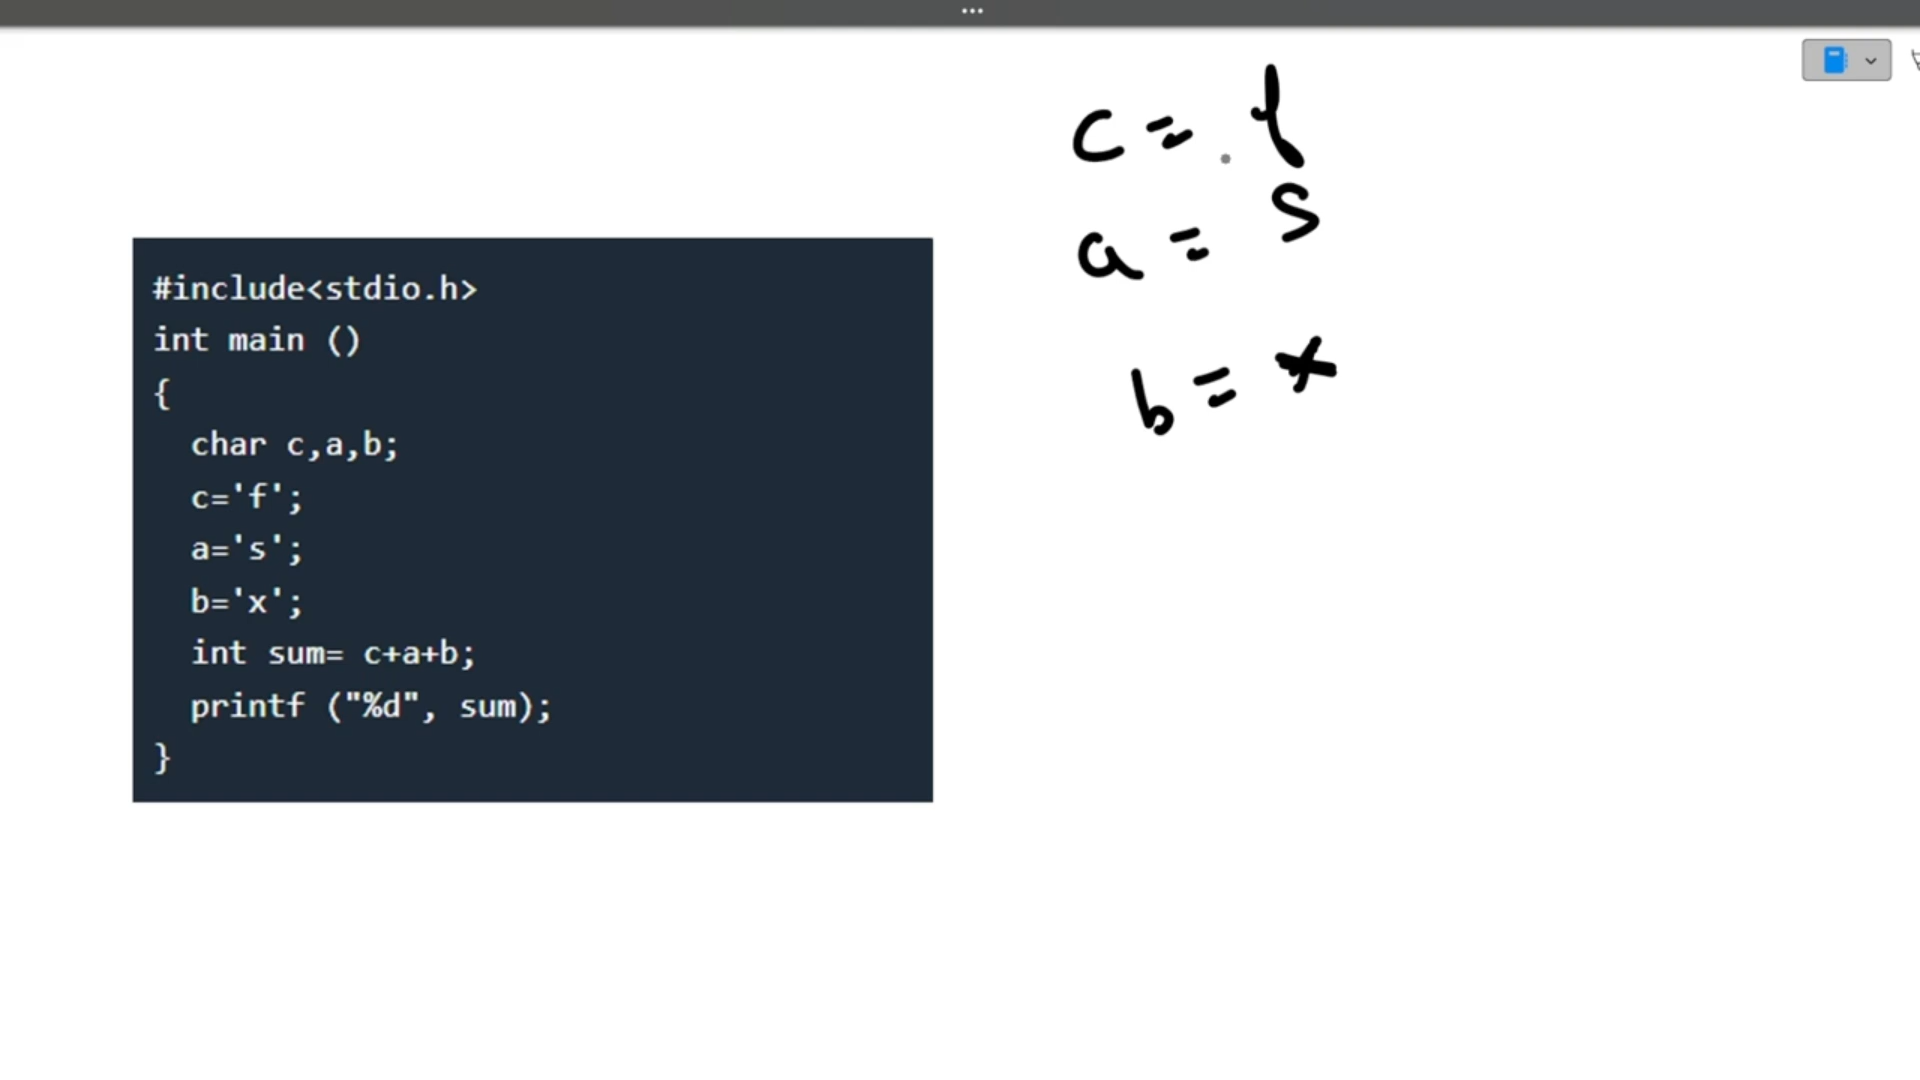 #include<stdio.h>
int main ()
{
char c,a,b;
c='f';
a='s';
b='x';
int sum= c+a+b;
printf ("%d", sum);
}
c = f
a = s
b = x